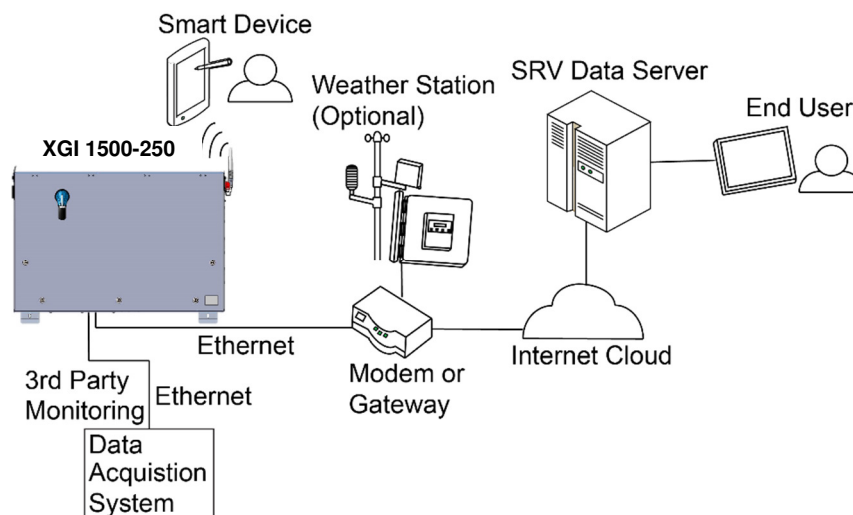 Smart Device
Weather Station
(Optional)
SRV Data Server
End User
XGI 1500-250
Ethernet
Modem or
Gateway
Internet Cloud
3rd Party
Monitoring
Ethernet
Data
Acquistion
System